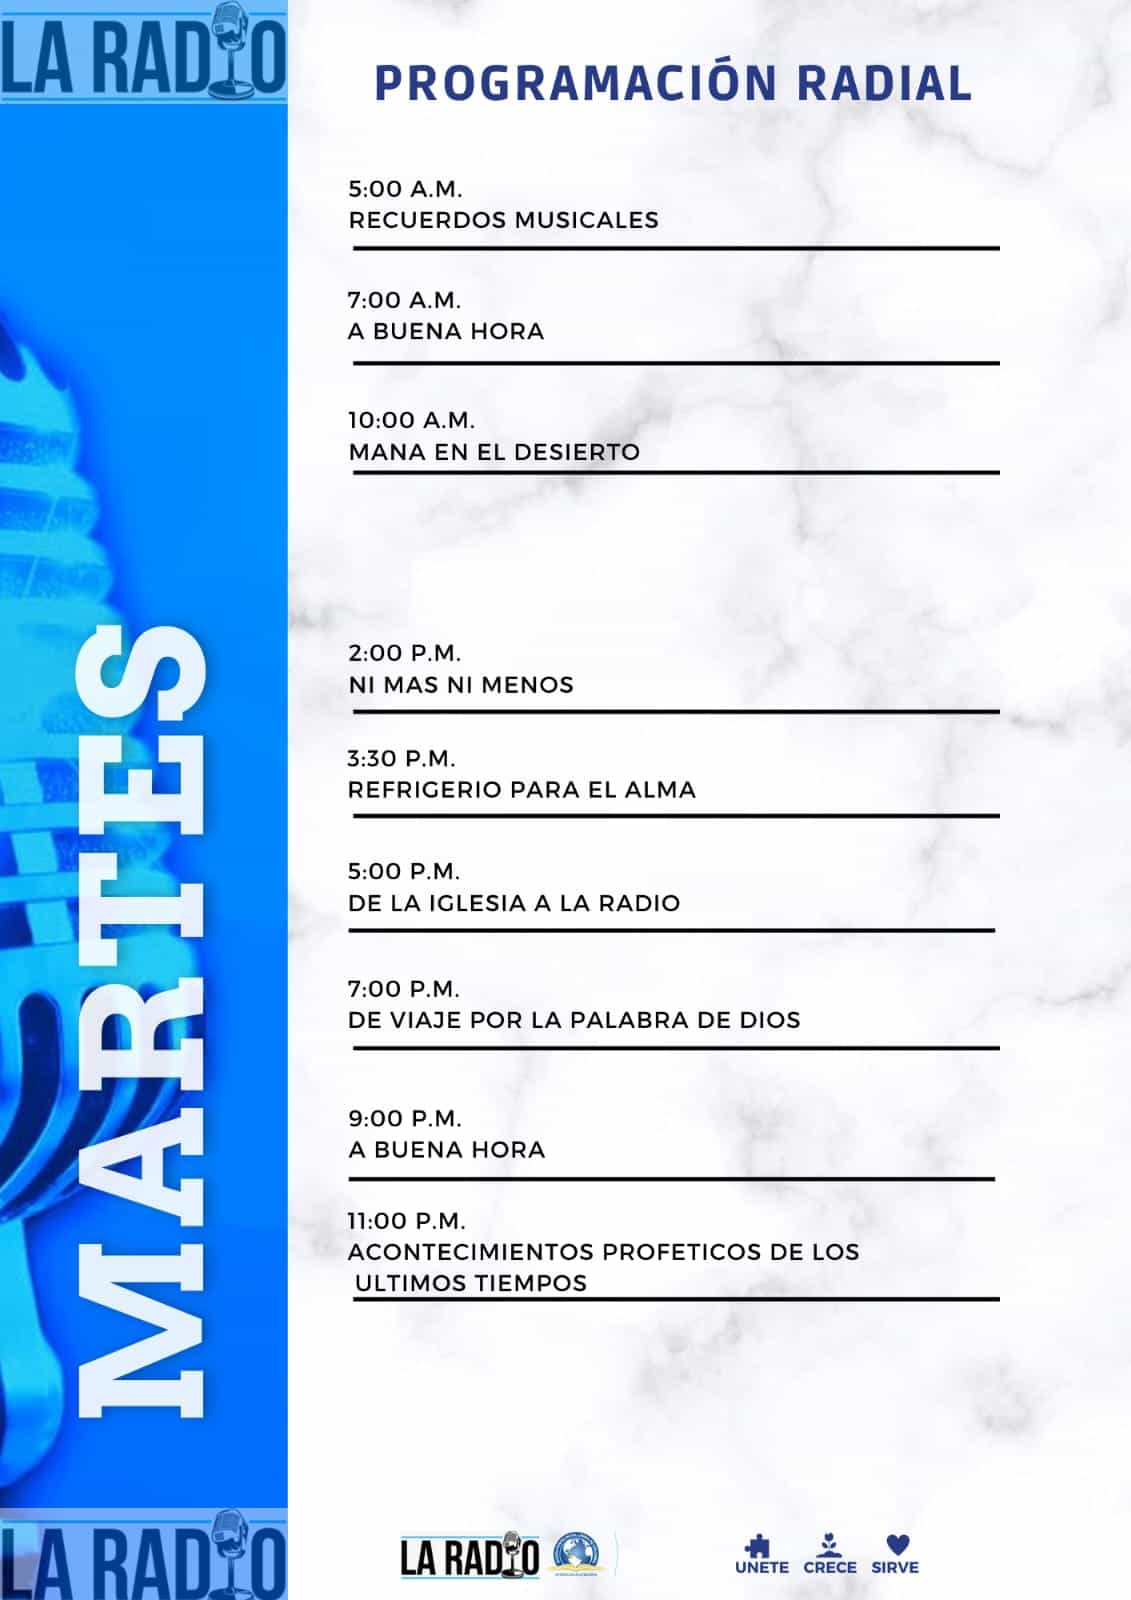 LA RADIO
PROGRAMACIÓN RADIAL
5:00 A.M.
RECUERDOS MUSICALES
7:00 A.M.
A BUENA HORA
10:00 A.M.
MANA EN EL DESIERTO
2:00 P.M.
NI MAS NI MENOS
3:30 P.M.
REFRIGERIO PARA EL ALMA
5:00 P.M.
DE LA IGLESIA A LA RADIO
7:00 P.M.
DE VIAJE POR LA PALABRA DE DIOS
9:00 P.M.
A BUENA HORA
11:00 P.M.
ACONTECIMIENTOS PROFETICOS DE LOS
ULTIMOS TIEMPOS
MARTES
LA RADIO
LA RADIO
UNETE CRECE SIRVE